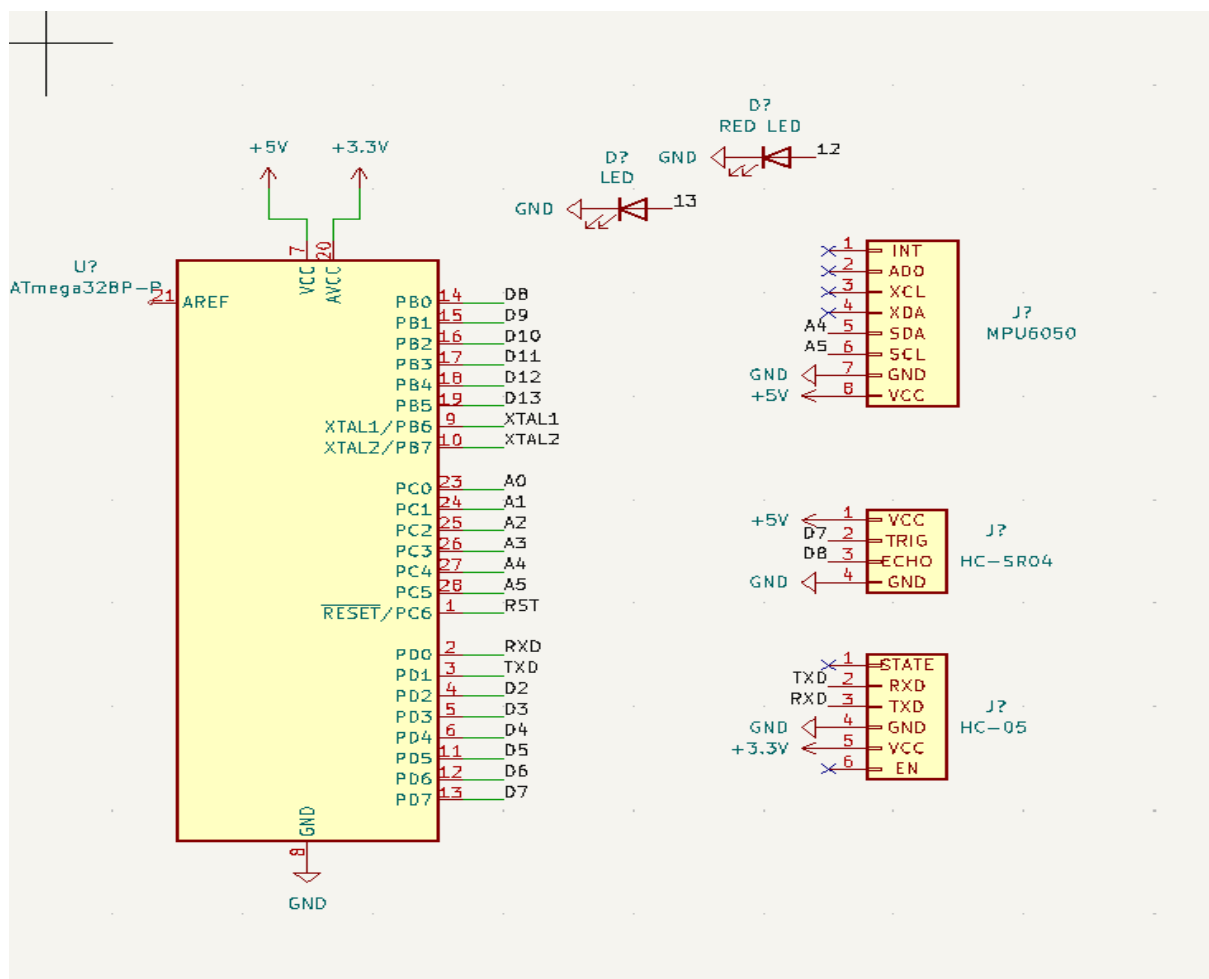 D?
RED LED
GND
12
D?
LED
GND
13
+5V
+3.3V
U?
ATmega328P-P
7
VCC
20
AVCC
21
AREF
PB0 14 D8
PB1 15 D9
PB2 16 D10
PB3 17 D11
PB4 18 D12
PB5 19 D13
XTAL1/PB6 9 XTAL1
XTAL2/PB7 10 XTAL2
PC0 23 A0
PC1 24 A1
PC2 25 A2
PC3 26 A3
PC4 27 A4
PC5 28 A5
RESET/PC6 1 RST
PD0 2 RXD
PD1 3 TXD
PD2 4 D2
PD3 5 D3
PD4 6 D4
PD5 11 D5
PD6 12 D6
PD7 13 D7
GND
8
GND
1 INT
2 AD0
3 XCL
4 XDA
A4 5 SDA
A5 6 SCL
GND 7 GND
+5V 8 VCC
J?
MPU6050
+5V 1 VCC
D7 2 TRIG
D8 3 ECHO
GND 4 GND
J?
HC-SR04
1 STATE
TXD 2 RXD
RXD 3 TXD
GND 4 GND
+3.3V 5 VCC
6 EN
J?
HC-05